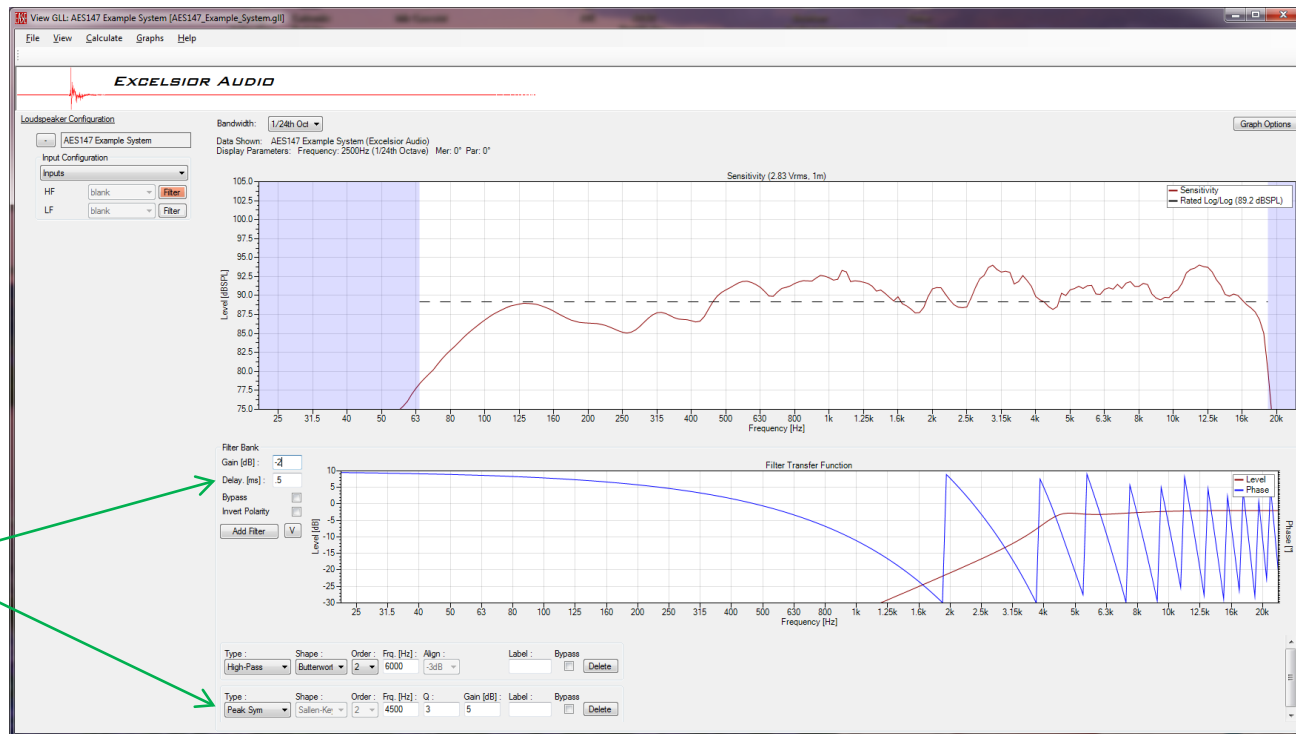 View GLL: AES147 Example System [AES147_Example_System.gll]
File View Calculate Graphs Help
EXCELSIOR AUDIO
Loudspeaker Configuration
- AES147 Example System
Input Configuration
Inputs
HF blank Filter
LF blank Filter
Bandwidth: 1/24th Oct
Graph Options
Data Shown: AES147 Example System (Excelsior Audio)
Display Parameters: Frequency: 2500Hz (1/24th Octave) Mer: 0° Par: 0°
Sensitivity (2.83 Vrms, 1m)
Sensitivity
Rated Log/Log (89.2 dBSPL)
Level [dBSPL]
105.0
102.5
100.0
97.5
95.0
92.5
90.0
87.5
85.0
82.5
80.0
77.5
75.0
25 31.5 40 50 63 80 100 125 160 200 250 315 400 500 630 800 1k 1.25k 1.6k 2k 2.5k 3.15k 4k 5k 6.3k 8k 10k 12.5k 16k 20k
Frequency [Hz]
Filter Bank
Gain [dB] : -2
Delay. [ms] : .5
Bypass
Invert Polarity
Add Filter V
Filter Transfer Function
Level
Phase
Level [dB]
Phase [°]
10
5
0
-5
-10
-15
-20
-25
-30
25 31.5 40 50 63 80 100 125 160 200 250 315 400 500 630 800 1k 1.25k 1.6k 2k 2.5k 3.15k 4k 5k 6.3k 8k 10k 12.5k 16k 20k
Frequency [Hz]
Type : Shape : Order : Frq. [Hz] : Align : Label : Bypass
High-Pass Butterwort 2 6000 -3dB Delete
Type : Shape : Order : Frq. [Hz] : Q : Gain [dB] : Label : Bypass
Peak Sym Sallen-Key 2 4500 3 5 Delete